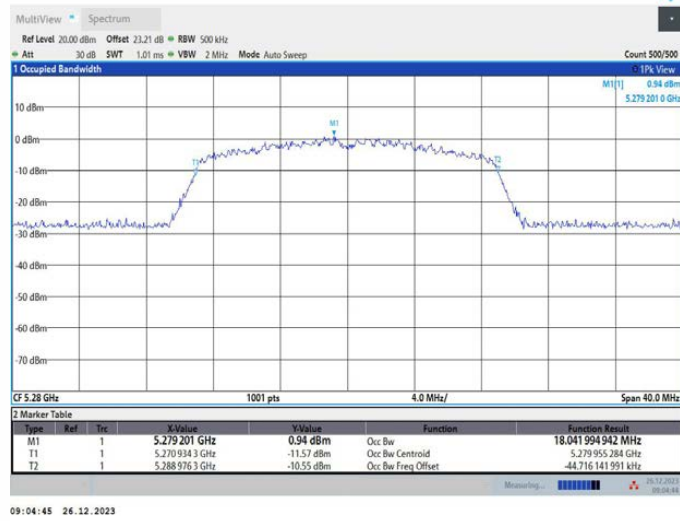 MultiView Spectrum
Ref Level 20.00 dBm Offset 23.21 dB RBW 500 kHz
Att 30 dB SWT 1.01 ms VBW 2 MHz Mode Auto Sweep Count 500/500
1 Occupied Bandwidth 1Pk View
M1[1] 0.94 dBm
5.279 201 0 GHz
10 dBm
M1
0 dBm
T1 T2
-10 dBm
-20 dBm
-30 dBm
-40 dBm
-50 dBm
-60 dBm
-70 dBm
CF 5.28 GHz 1001 pts 4.0 MHz/ Span 40.0 MHz
2 Marker Table
Type Ref Trc X-Value Y-Value Function Function Result
M1 1 5.279 201 GHz 0.94 dBm Occ Bw 18.041 994 942 MHz
T1 1 5.270 934 3 GHz -11.57 dBm Occ Bw Centroid 5.279 955 284 GHz
T2 1 5.288 976 3 GHz -10.55 dBm Occ Bw Freq Offset -44.716 141 991 kHz
Measuring... 26.12.2023
09:04:44
09:04:45 26.12.2023